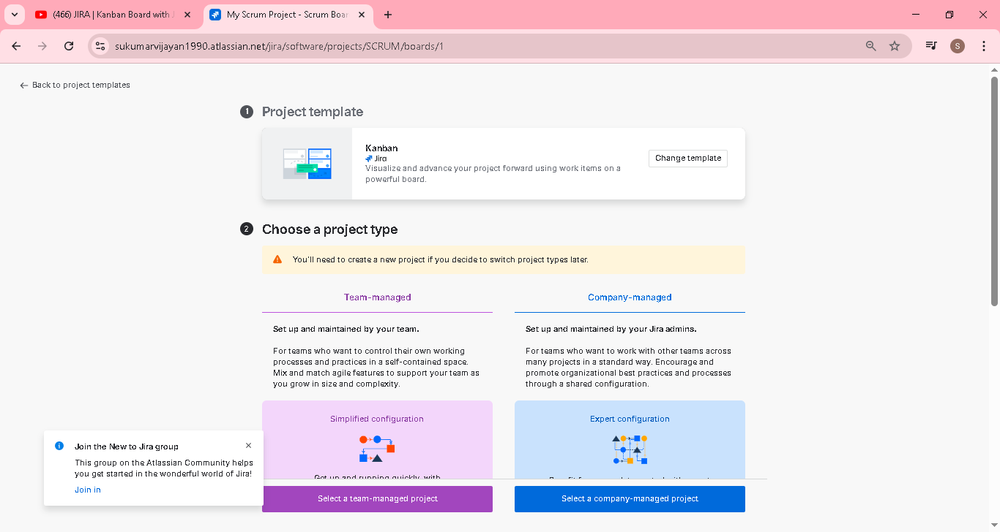 (466) JIRA | Kanban Board with J
My Scrum Project - Scrum Boar
sukumarvijayan1990.atlassian.net/jira/software/projects/SCRUM/boards/1
S
Back to project templates
1 Project template
Kanban
Jira
Visualize and advance your project forward using work items on a
powerful board.
Change template
2 Choose a project type
You'll need to create a new project if you decide to switch project types later.
Team-managed
Set up and maintained by your team.
For teams who want to control their own working
processes and practices in a self-contained space.
Mix and match agile features to support your team as
you grow in size and complexity.
Simplified configuration
Get up and running quickly, with
Select a team-managed project
Company-managed
Set up and maintained by your Jira admins.
For teams who want to work with other teams across
many projects in a standard way. Encourage and
promote organizational best practices and processes
through a shared configuration.
Expert configuration
Select a company-managed project
Join the New to Jira group
This group on the Atlassian Community helps
you get started in the wonderful world of Jira!
Join in